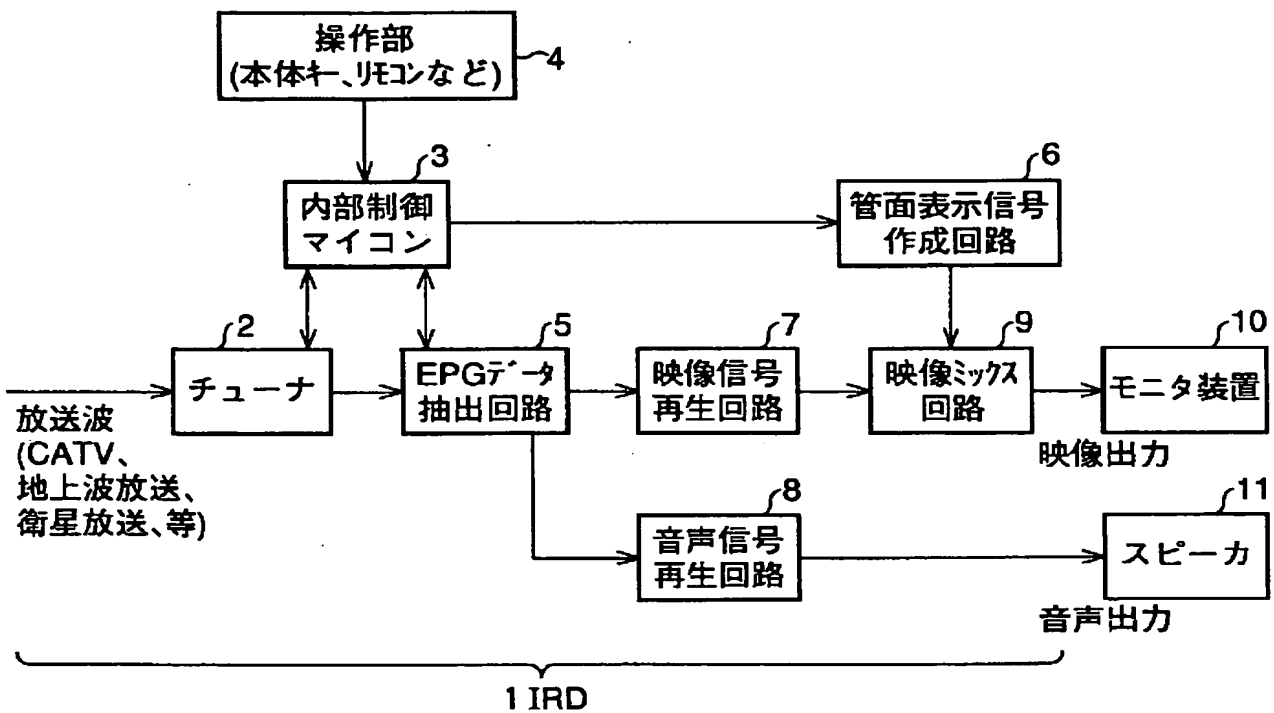 操作部
(本体キー、リモコンなど)
4
3
内部制御
マイコン
6
管面表示信号
作成回路
2
チューナ
5
EPGデータ
抽出回路
7
映像信号
再生回路
9
映像ミックス
回路
10
モニタ装置
放送波
(CATV、
地上波放送、
衛星放送、等)
映像出力
8
音声信号
再生回路
11
スピーカ
音声出力
1 IRD